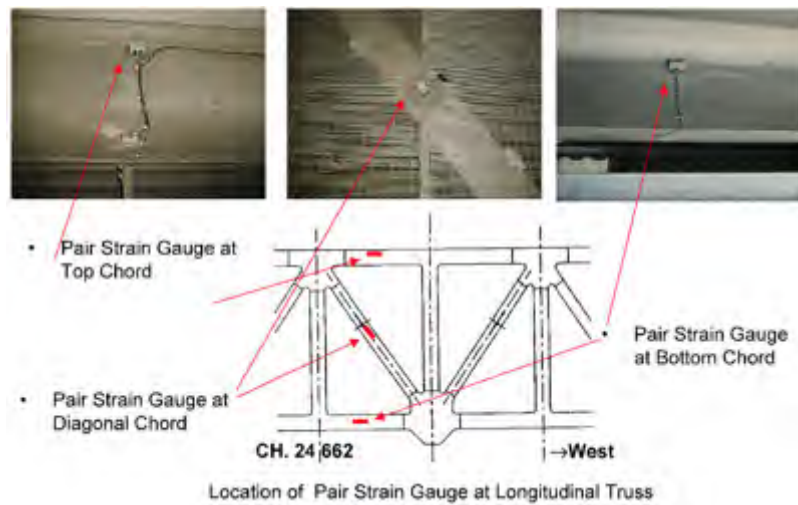 • Pair Strain Gauge at
Top Chord
• Pair Strain Gauge
at Bottom Chord
• Pair Strain Gauge at
Diagonal Chord
CH. 24 662
→West
Location of Pair Strain Gauge at Longitudinal Truss